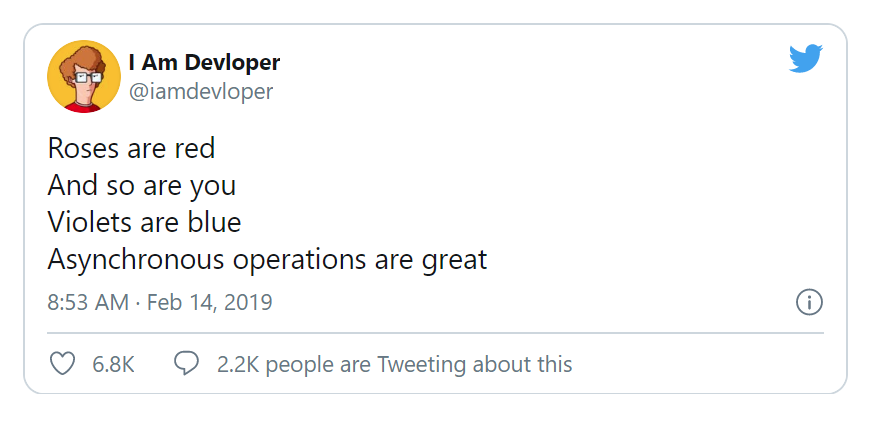 I Am Devloper
@iamdevloper
Roses are red
And so are you
Violets are blue
Asynchronous operations are great
8:53 AM · Feb 14, 2019
6.8K
2.2K people are Tweeting about this